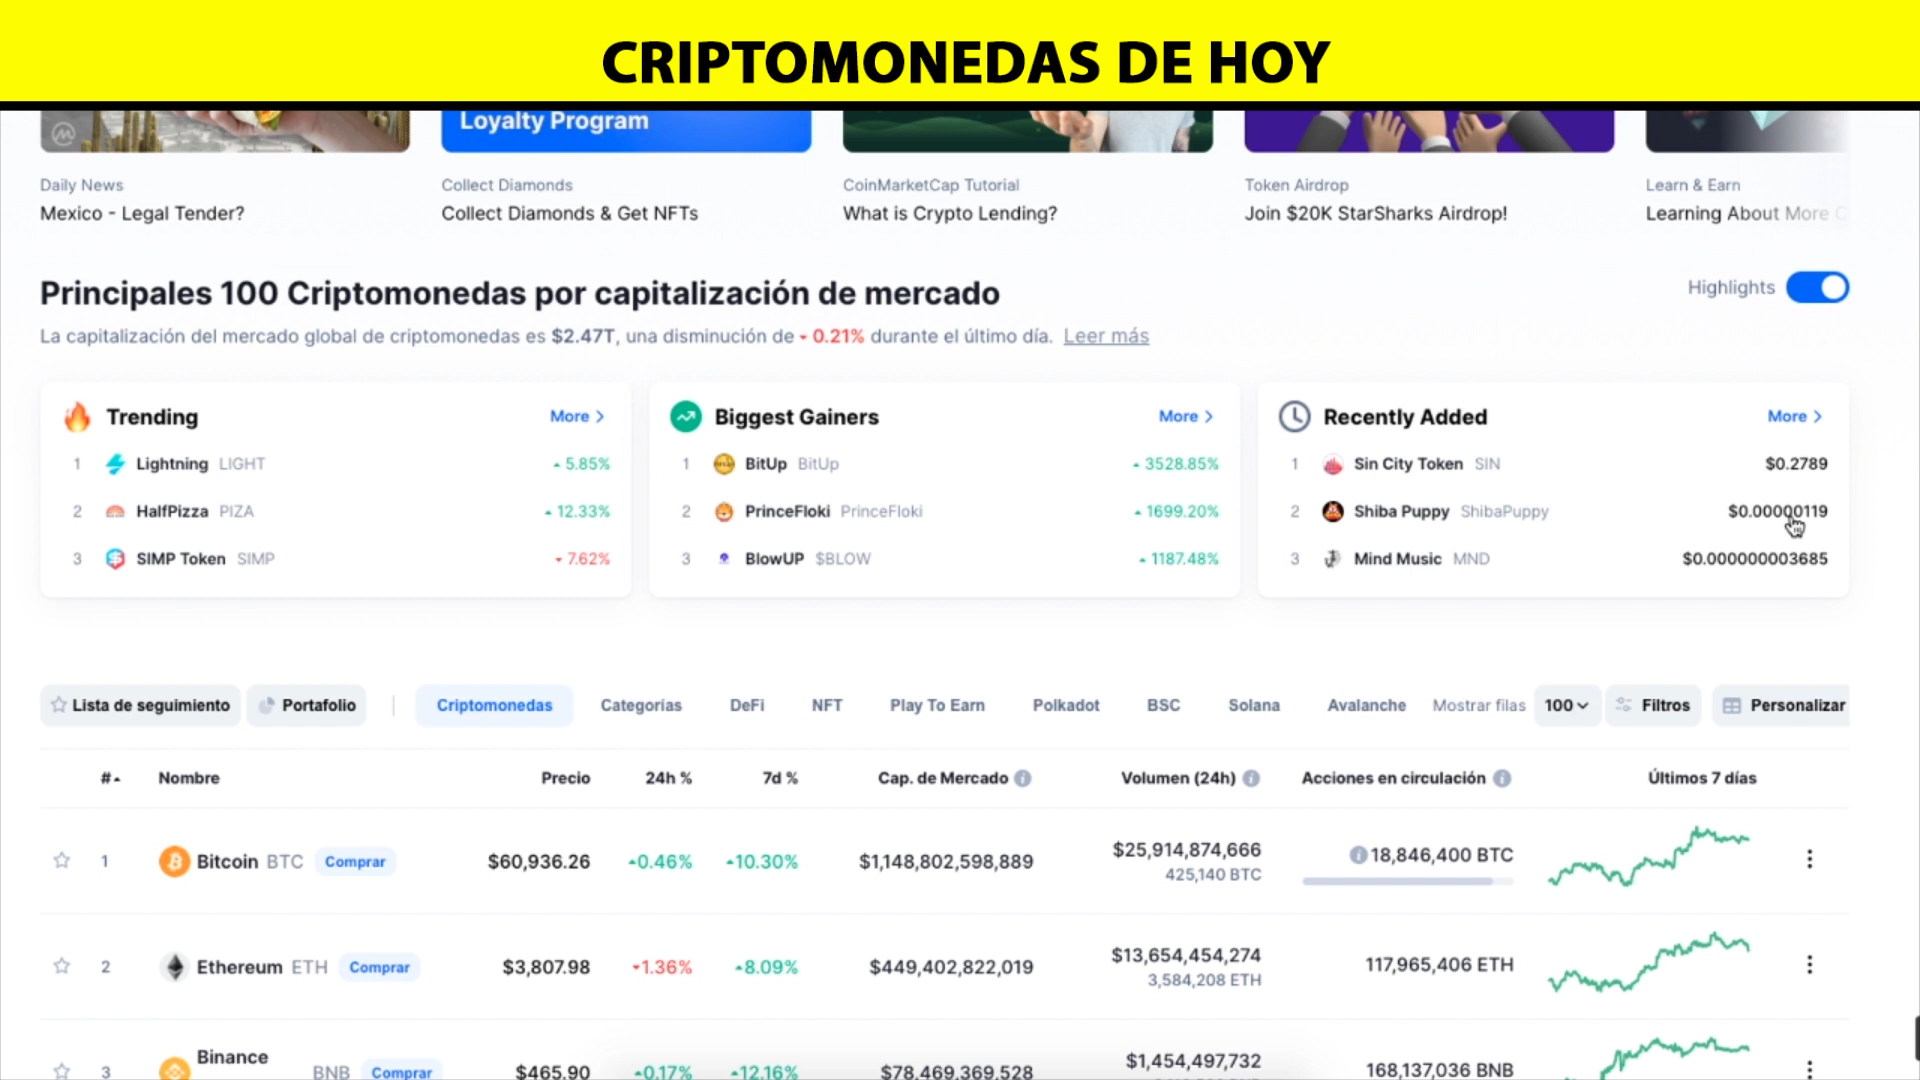 CRIPTOMONEDAS DE HOY
Loyalty Program
Daily News
Mexico - Legal Tender?
Collect Diamonds
Collect Diamonds & Get NFTs
CoinMarketCap Tutorial
What is Crypto Lending?
Token Airdrop
Join $20K StarSharks Airdrop!
Learn & Earn
Learning About More C
Principales 100 Criptomonedas por capitalización de mercado
Highlights
La capitalización del mercado global de criptomonedas es $2.47T, una disminución de 0.21% durante el último día. Leer más
Trending More
1 Lightning LIGHT 5.85%
2 HalfPizza PIZA 12.33%
3 SIMP Token SIMP 7.62%
Biggest Gainers More
1 BitUp BitUp 3528.85%
2 PrinceFloki PrinceFloki 1699.20%
3 BlowUP $BLOW 1187.48%
Recently Added More
1 Sin City Token SIN $0.2789
2 Shiba Puppy ShibaPuppy $0.00000119
3 Mind Music MND $0.000000003685
Lista de seguimiento Portafolio Criptomonedas Categorías DeFi NFT Play To Earn Polkadot BSC Solana Avalanche Mostrar filas 100 Filtros Personalizar
# Nombre Precio 24h % 7d % Cap. de Mercado Volumen (24h) Acciones en circulación Últimos 7 días
1 Bitcoin BTC Comprar $60,936.26 0.46% 10.30% $1,148,802,598,889 $25,914,874,666 18,846,400 BTC
425,140 BTC
2 Ethereum ETH Comprar $3,807.98 1.36% 8.09% $449,402,822,019 $13,654,454,274 117,965,406 ETH
3,584,208 ETH
3 Binance BNB Comprar $465.90 0.17% 12.16% $78,469,369,528 $1,454,497,732 168,137,036 BNB